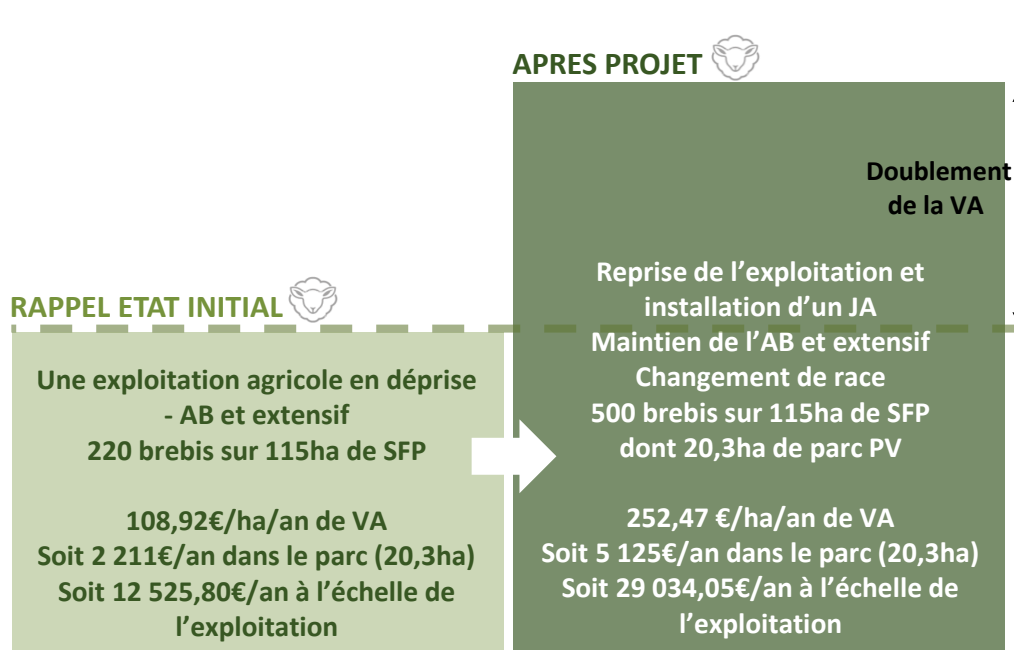 APRES PROJET
Doublement
de la VA
Reprise de l’exploitation et
installation d’un JA
Maintien de l’AB et extensif
Changement de race
500 brebis sur 115ha de SFP
dont 20,3ha de parc PV
252,47 €/ha/an de VA
Soit 5 125€/an dans le parc (20,3ha)
Soit 29 034,05€/an à l’échelle de
l’exploitation
RAPPEL ETAT INITIAL
Une exploitation agricole en déprise
- AB et extensif
220 brebis sur 115ha de SFP
108,92€/ha/an de VA
Soit 2 211€/an dans le parc (20,3ha)
Soit 12 525,80€/an à l’échelle de
l’exploitation